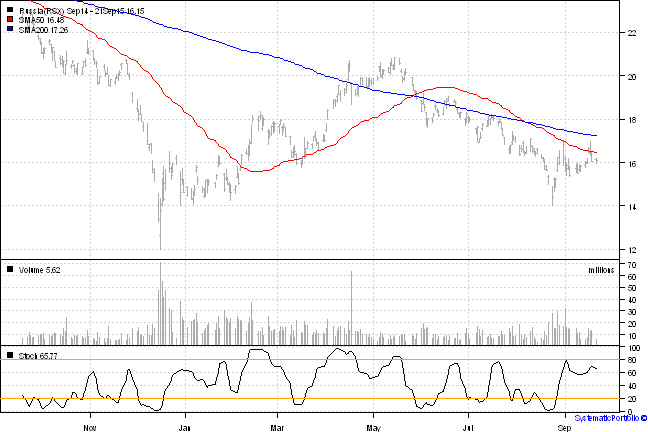 Russia(RSX) Sep14 - 21Sep15 16.15
SMA50 16.48
SMA200 17.26
22
20
18
16
14
12
Volume 5.62
millions
70
60
50
40
30
20
10
Stoch 65.77
100
80
60
40
20
0
Nov Jan Mar May Jul Sep
SystematicPortfolio ©